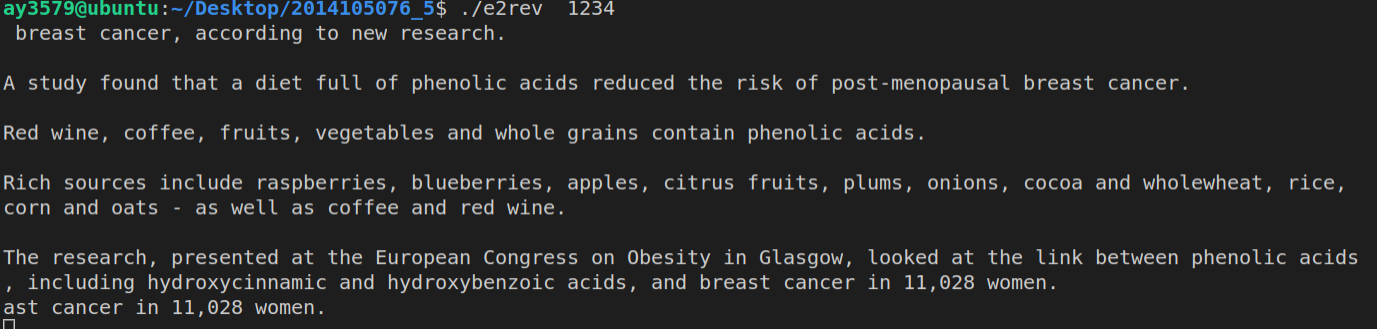 ay3579@ubuntu:~/Desktop/2014105076_5$ ./e2rev  1234
 breast cancer, according to new research.
A study found that a diet full of phenolic acids reduced the risk of post-menopausal breast cancer.
Red wine, coffee, fruits, vegetables and whole grains contain phenolic acids.
Rich sources include raspberries, blueberries, apples, citrus fruits, plums, onions, cocoa and wholewheat, rice,
corn and oats - as well as coffee and red wine.
The research, presented at the European Congress on Obesity in Glasgow, looked at the link between phenolic acids
, including hydroxycinnamic and hydroxybenzoic acids, and breast cancer in 11,028 women.
ast cancer in 11,028 women.